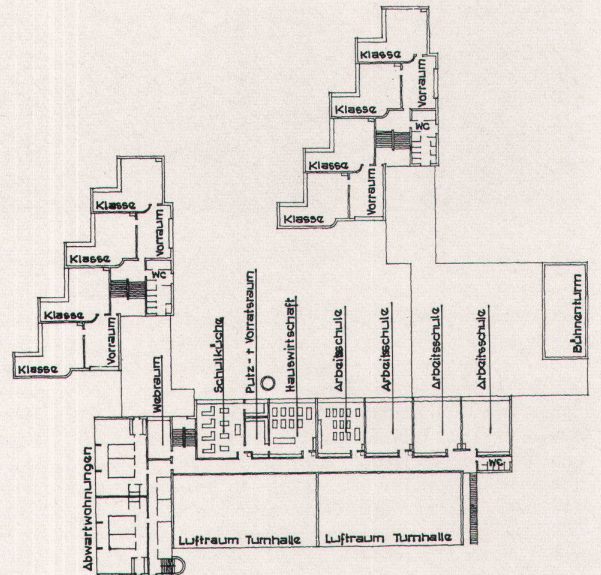 Klasse
Klasse
Vorraum
Klasse
WC
Klasse
Klasse
Vorraum
Klasse
Vorraum
Klasse
WC
Klasse
Klasse
Vorraum
Webraum
Schulküche
Putz-+ Vorratsraum
Hauswirtschaft
Arbeitsschule
Arbeitsschule
Arbeitsschule
Arbeitsschule
Bühnenturm
Abwartwohnungen
WC
Luftraum Turnhalle
Luftraum Turnhalle